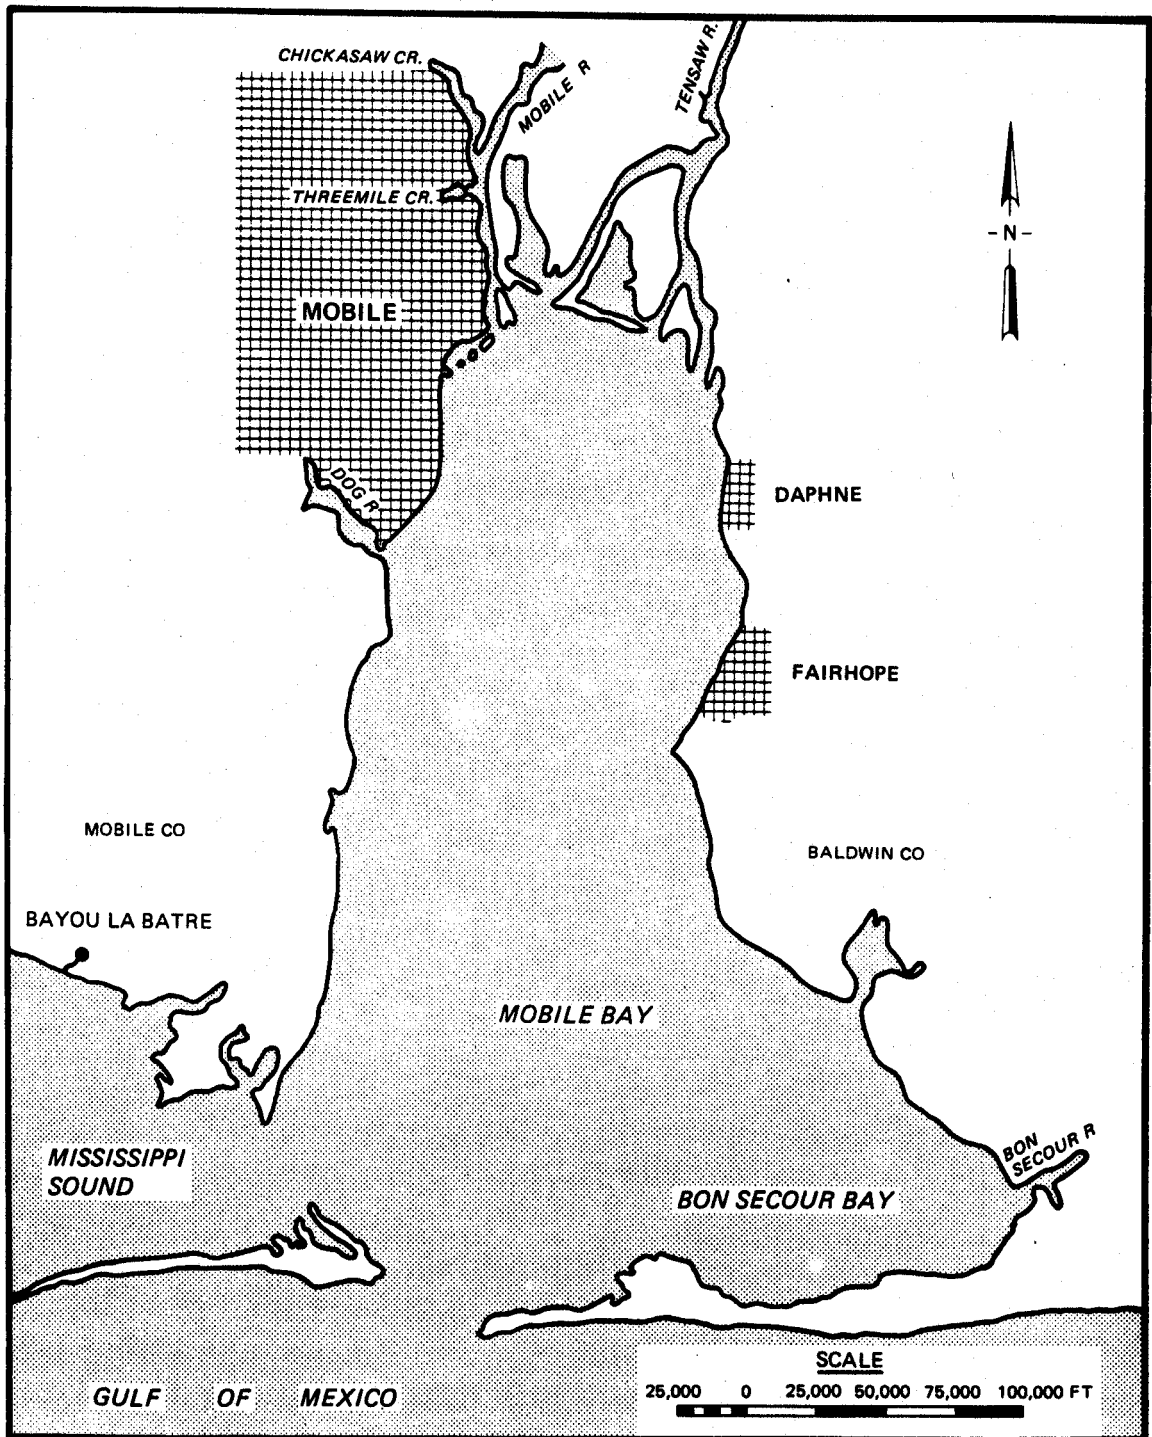 CHICKASAW CR.
MOBILE R
TENSAW R.
THREEMILE CR.
- N -
MOBILE
DOG R
DAPHNE
FAIRHOPE
MOBILE CO
BALDWIN CO
BAYOU LA BATRE
MOBILE BAY
MISSISSIPPI
SOUND
BON
SECOUR R
BON SECOUR BAY
GULF OF MEXICO
SCALE
25,000 0 25,000 50,000 75,000 100,000 FT